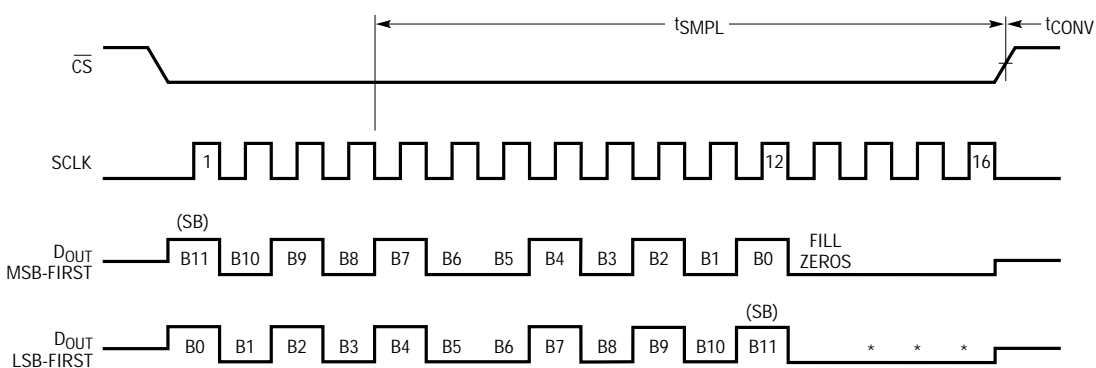 tSMPL tCONV
CS
SCLK 1 12 16
(SB)
DOUT
MSB-FIRST
B11 B10 B9 B8 B7 B6 B5 B4 B3 B2 B1 B0
FILL
ZEROS
(SB)
DOUT
LSB-FIRST
B0 B1 B2 B3 B4 B5 B6 B7 B8 B9 B10 B11 * * *